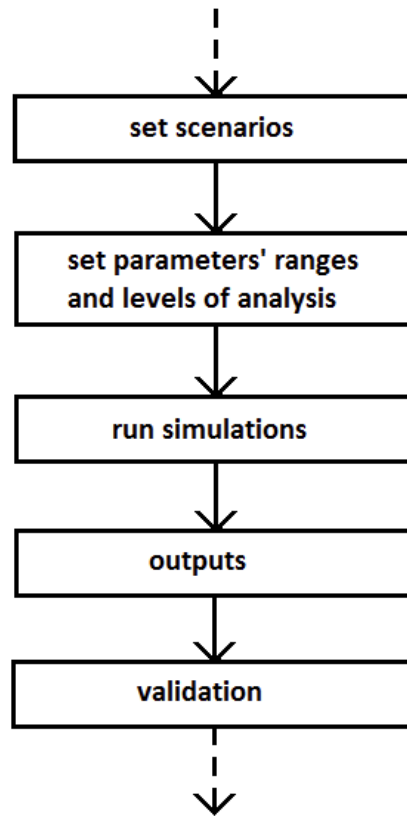 set scenarios
set parameters' ranges
and levels of analysis
run simulations
outputs
validation